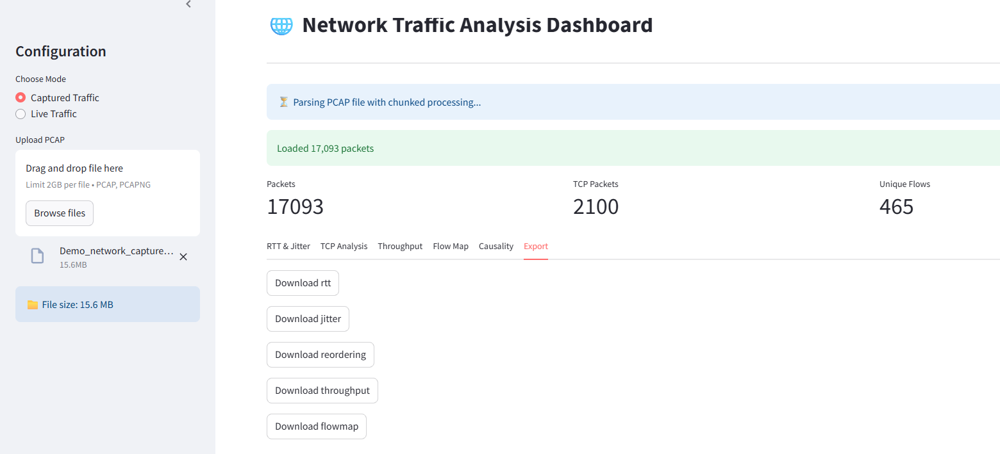 Configuration
Choose Mode
Captured Traffic
Live Traffic
Upload PCAP
Drag and drop file here
Limit 2GB per file • PCAP, PCAPNG
Browse files
Demo_network_capture...
15.6MB
File size: 15.6 MB
Network Traffic Analysis Dashboard
Parsing PCAP file with chunked processing...
Loaded 17,093 packets
Packets TCP Packets Unique Flows
17093 2100 465
RTT & Jitter TCP Analysis Throughput Flow Map Causality Export
Download rtt
Download jitter
Download reordering
Download throughput
Download flowmap